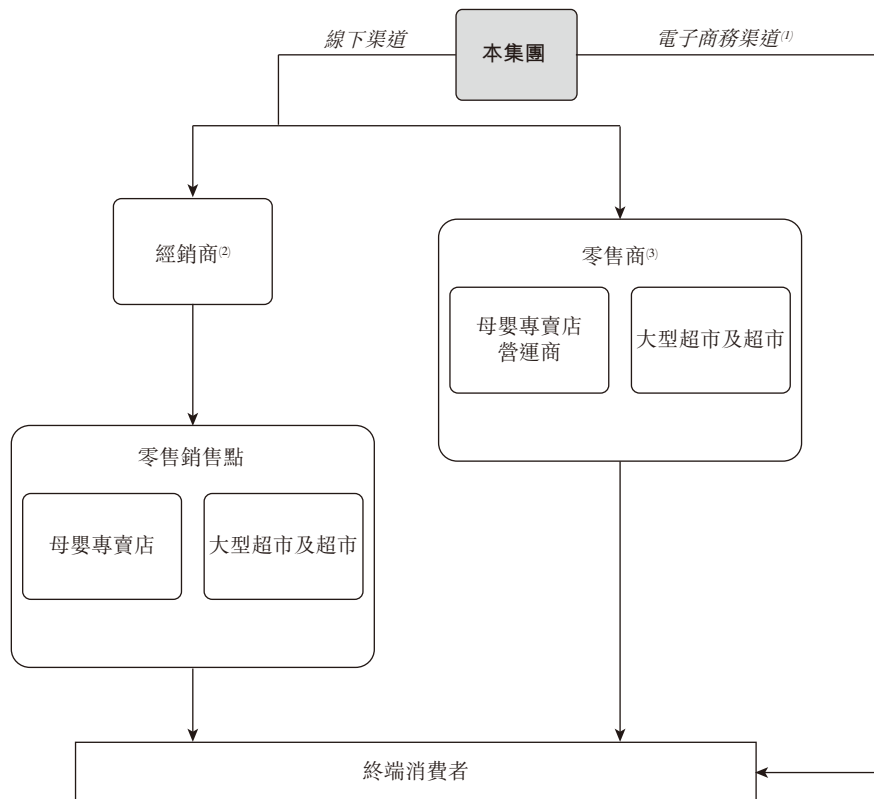 線下渠道
本集團
電子商務渠道(1)
經銷商(2)
零售商(3)
母嬰專賣店
營運商
大型超市及超市
零售銷售點
母嬰專賣店
大型超市及超市
終端消費者